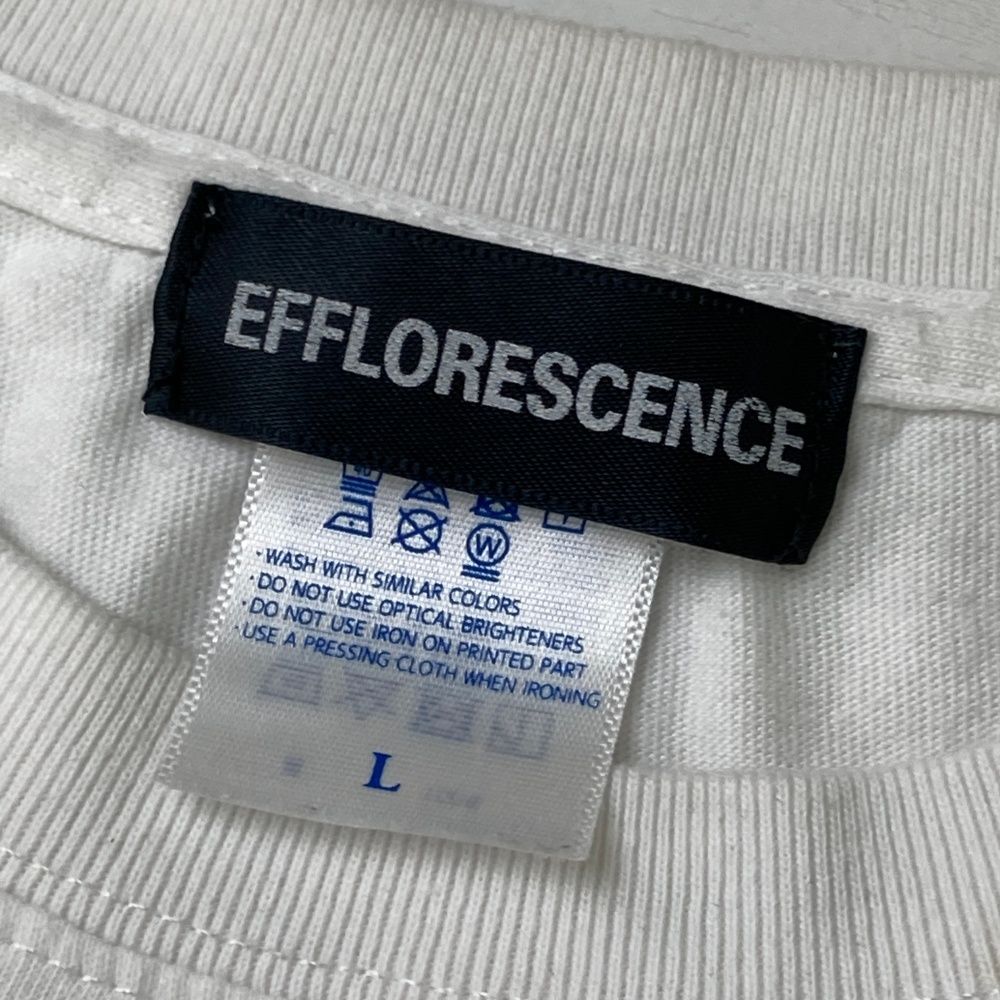 EFFLORESCENCE
W
· WASH WITH SIMILAR COLORS
· DO NOT USE OPTICAL BRIGHTENERS
· DO NOT USE IRON ON PRINTED PART
· USE A PRESSING CLOTH WHEN IRONING
L